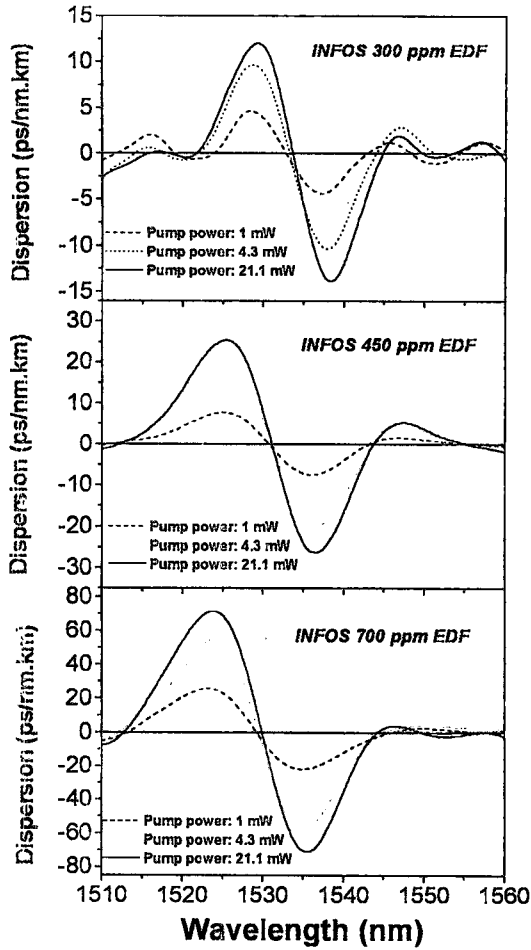 15
10
5
0
-5
-10
-15
Dispersion (ps/nm.km)
INFOS 300 ppm EDF
Pump power: 1 mW
Pump power: 4.3 mW
Pump power: 21.1 mW
30
20
10
0
-10
-20
-30
Dispersion (ps/nm.km)
INFOS 450 ppm EDF
Pump power: 1 mW
Pump power: 4.3 mW
Pump power: 21.1 mW
80
60
40
20
0
-20
-40
-60
-80
Dispersion (ps/nm.km)
INFOS 700 ppm EDF
Pump power: 1 mW
Pump power: 4.3 mW
Pump power: 21.1 mW
1510 1520 1530 1540 1550 1560
Wavelength (nm)